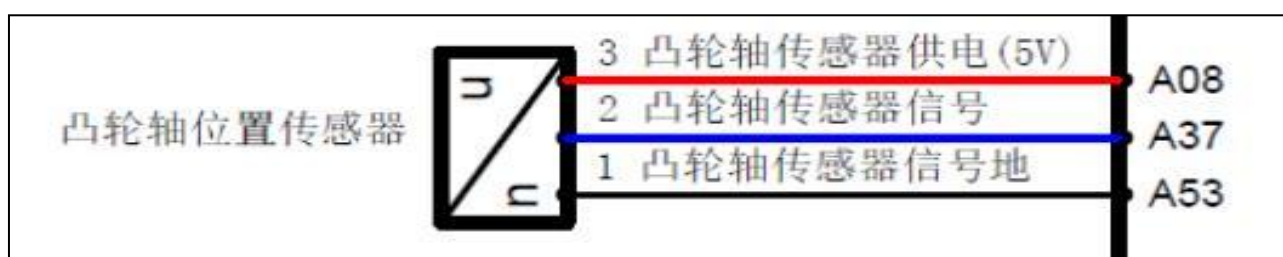 3 凸轮轴传感器供电(5V)
A08
2 凸轮轴传感器信号
凸轮轴位置传感器
A37
1 凸轮轴传感器信号地
A53
u
n